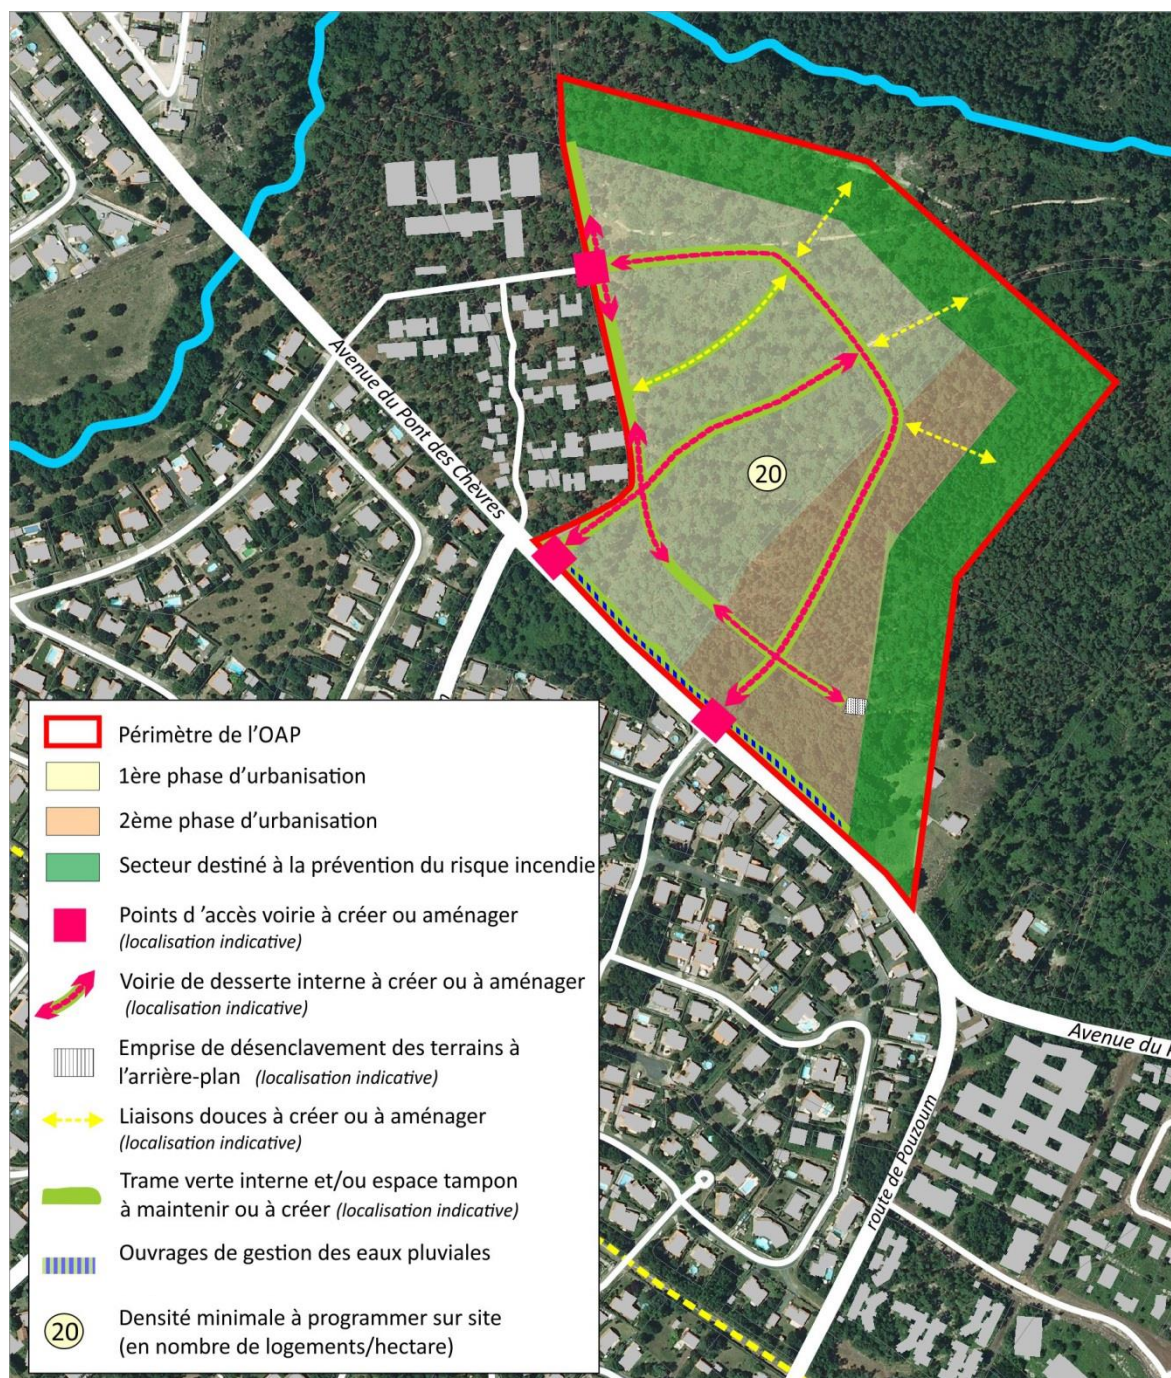 Avenue du Pont des Chèvres
20
Périmètre de l'OAP
1ère phase d'urbanisation
2ème phase d'urbanisation
Secteur destiné à la prévention du risque incendie
Points d 'accès voirie à créer ou aménager
(localisation indicative)
Voirie de desserte interne à créer ou à aménager
(localisation indicative)
Emprise de désenclavement des terrains à
l'arrière-plan (localisation indicative)
Liaisons douces à créer ou à aménager
(localisation indicative)
Trame verte interne et/ou espace tampon
à maintenir ou à créer (localisation indicative)
Ouvrages de gestion des eaux pluviales
20
Densité minimale à programmer sur site
(en nombre de logements/hectare)
Avenue du
route de Pouzoum